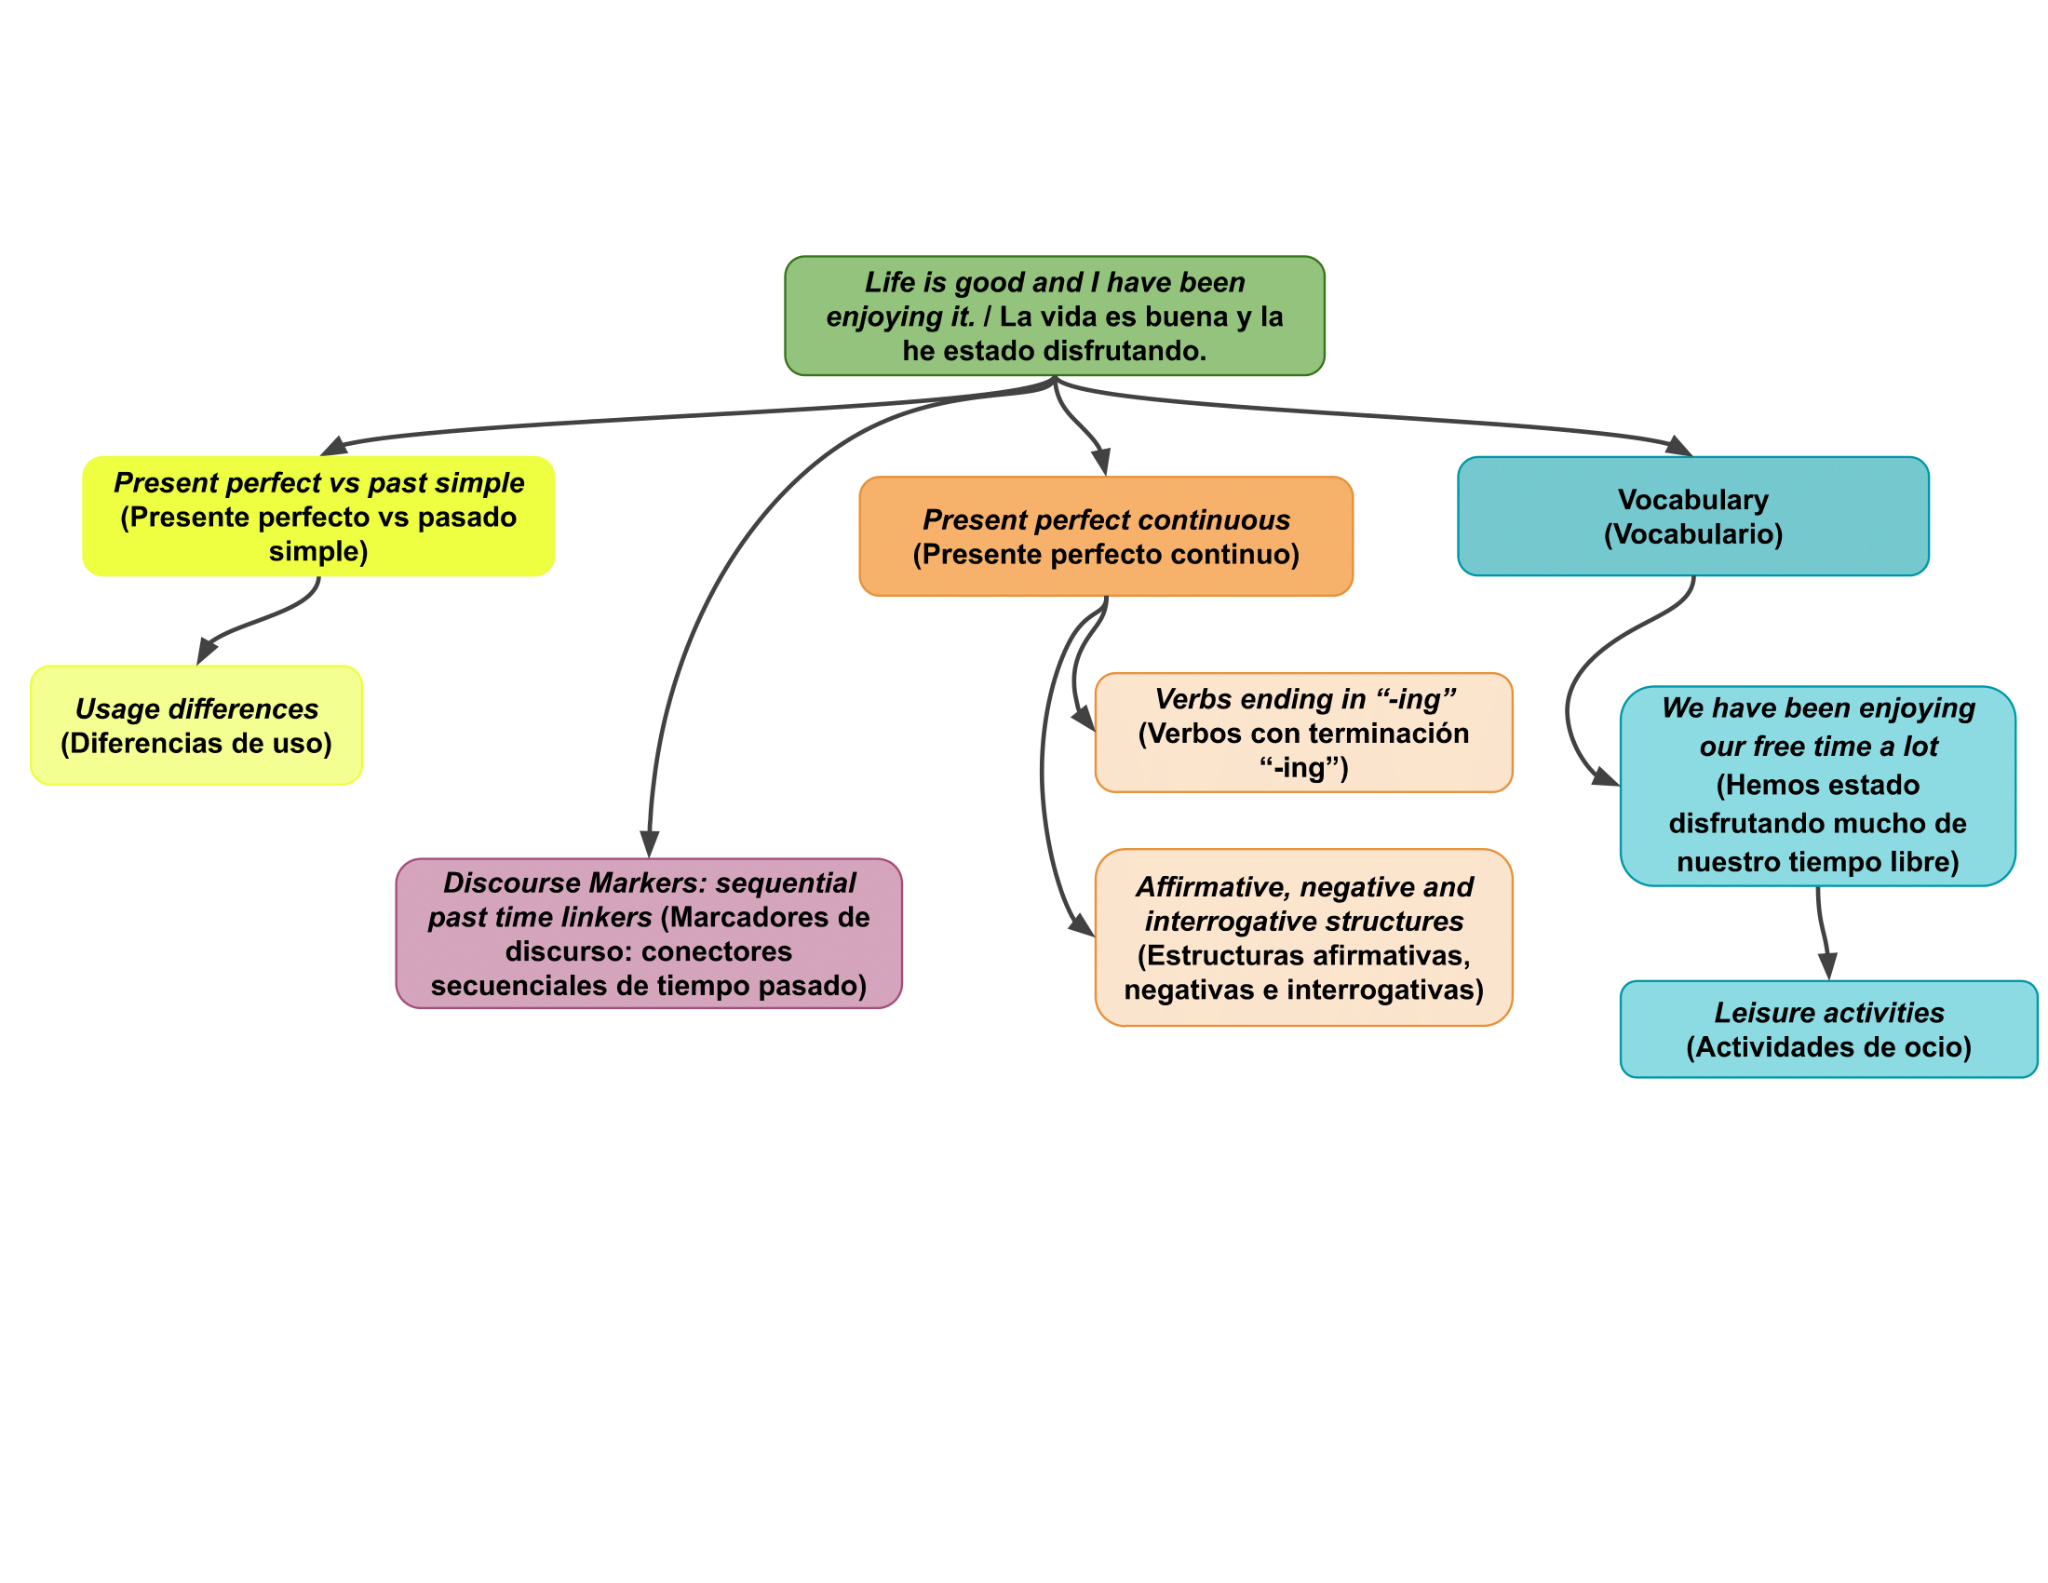 Life is good and I have been
enjoying it. / La vida es buena y la
he estado disfrutando.
Present perfect vs past simple
(Presente perfecto vs pasado
simple)
Present perfect continuous
(Presente perfecto continuo)
Vocabulary
(Vocabulario)
Usage differences
(Diferencias de uso)
Verbs ending in “-ing”
(Verbos con terminación
“-ing”)
We have been enjoying
our free time a lot
(Hemos estado
disfrutando mucho de
nuestro tiempo libre)
Discourse Markers: sequential
past time linkers (Marcadores de
discurso: conectores
secuenciales de tiempo pasado)
Affirmative, negative and
interrogative structures
(Estructuras afirmativas,
negativas e interrogativas)
Leisure activities
(Actividades de ocio)